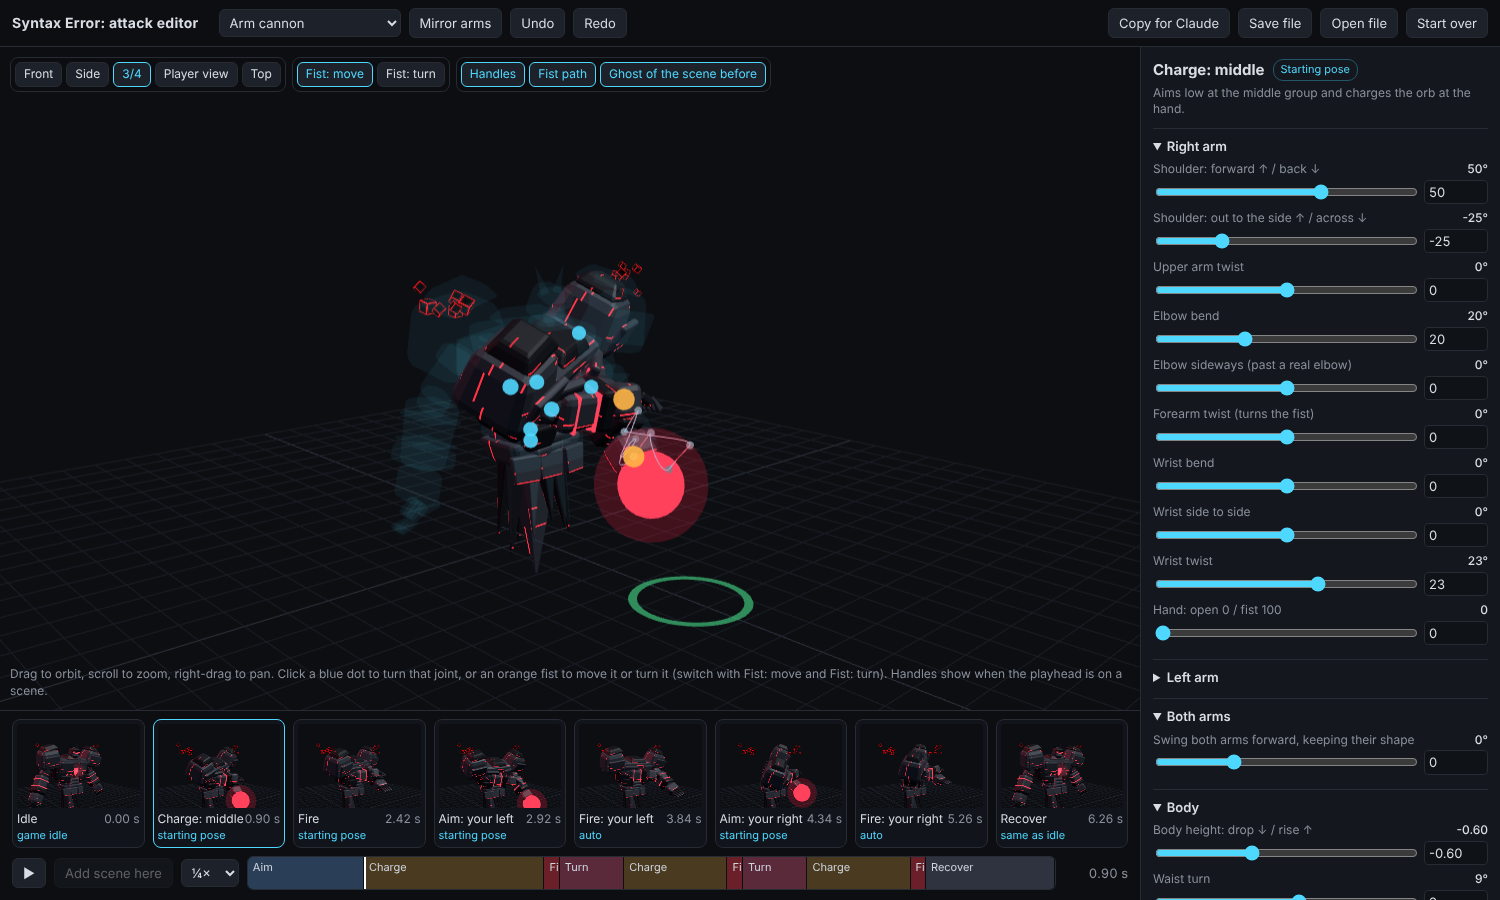 Syntax Error: attack editor
Arm cannon
Mirror arms
Undo
Redo
Copy for Claude
Save file
Open file
Start over
Front
Side
3/4
Player view
Top
Fist: move
Fist: turn
Handles
Fist path
Ghost of the scene before
Drag to orbit, scroll to zoom, right-drag to pan. Click a blue dot to turn that joint, or an orange fist to move it or turn it (switch with Fist: move and Fist: turn). Handles show when the playhead is on a
scene.
Charge: middle
Starting pose
Aims low at the middle group and charges the orb at the
hand.
Right arm
Shoulder: forward ↑ / back ↓ 50°
50
Shoulder: out to the side ↑ / across ↓ -25°
-25
Upper arm twist 0°
0
Elbow bend 20°
20
Elbow sideways (past a real elbow) 0°
0
Forearm twist (turns the fist) 0°
0
Wrist bend 0°
0
Wrist side to side 0°
0
Wrist twist 23°
23
Hand: open 0 / fist 100 0
0
Left arm
Both arms
Swing both arms forward, keeping their shape 0°
0
Body
Body height: drop ↓ / rise ↑ -0.60
-0.60
Waist turn 9°
Idle 0.00 s
game idle
Charge: middle 0.90 s
starting pose
Fire 2.42 s
starting pose
Aim: your left 2.92 s
starting pose
Fire: your left 3.84 s
auto
Aim: your right 4.34 s
starting pose
Fire: your right 5.26 s
auto
Recover 6.26 s
same as idle
Add scene here
¼×
Aim
Charge
Fi
Turn
Charge
Fi
Turn
Charge
Fi
Recover
0.90 s